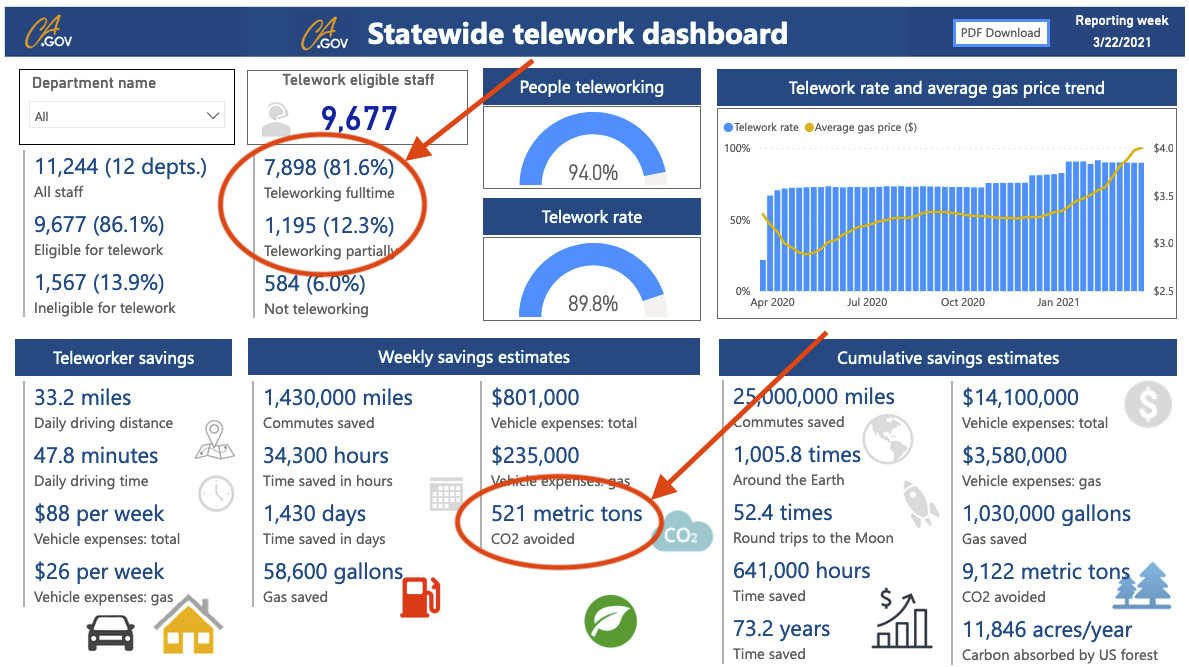 CA
.GOV
CA
.GOV
Statewide telework dashboard
PDF Download
Reporting week
3/22/2021
Department name
All
11,244 (12 depts.)
All staff
9,677 (86.1%)
Eligible for telework
1,567 (13.9%)
Ineligible for telework
Telework eligible staff
9,677
7,898 (81.6%)
Teleworking fulltime
1,195 (12.3%)
Teleworking partially
584 (6.0%)
Not teleworking
People teleworking
94.0%
Telework rate
89.8%
Telework rate and average gas price trend
Telework rate Average gas price ($)
100%
50%
0%
$4.0
$3.5
$3.0
$2.5
Apr 2020 Jul 2020 Oct 2020 Jan 2021
Teleworker savings
33.2 miles
Daily driving distance
47.8 minutes
Daily driving time
$88 per week
Vehicle expenses: total
$26 per week
Vehicle expenses: gas
Weekly savings estimates
1,430,000 miles
Commutes saved
34,300 hours
Time saved in hours
1,430 days
Time saved in days
58,600 gallons
Gas saved
$801,000
Vehicle expenses: total
$235,000
Vehicle expenses: gas
521 metric tons
CO2 avoided
CO2
Cumulative savings estimates
25,000,000 miles
Commutes saved
1,005.8 times
Around the Earth
52.4 times
Round trips to the Moon
641,000 hours
Time saved
73.2 years
Time saved
$
$14,100,000
Vehicle expenses: total
$
$3,580,000
Vehicle expenses: gas
1,030,000 gallons
Gas saved
9,122 metric tons
CO2 avoided
11,846 acres/year
Carbon absorbed by US forest